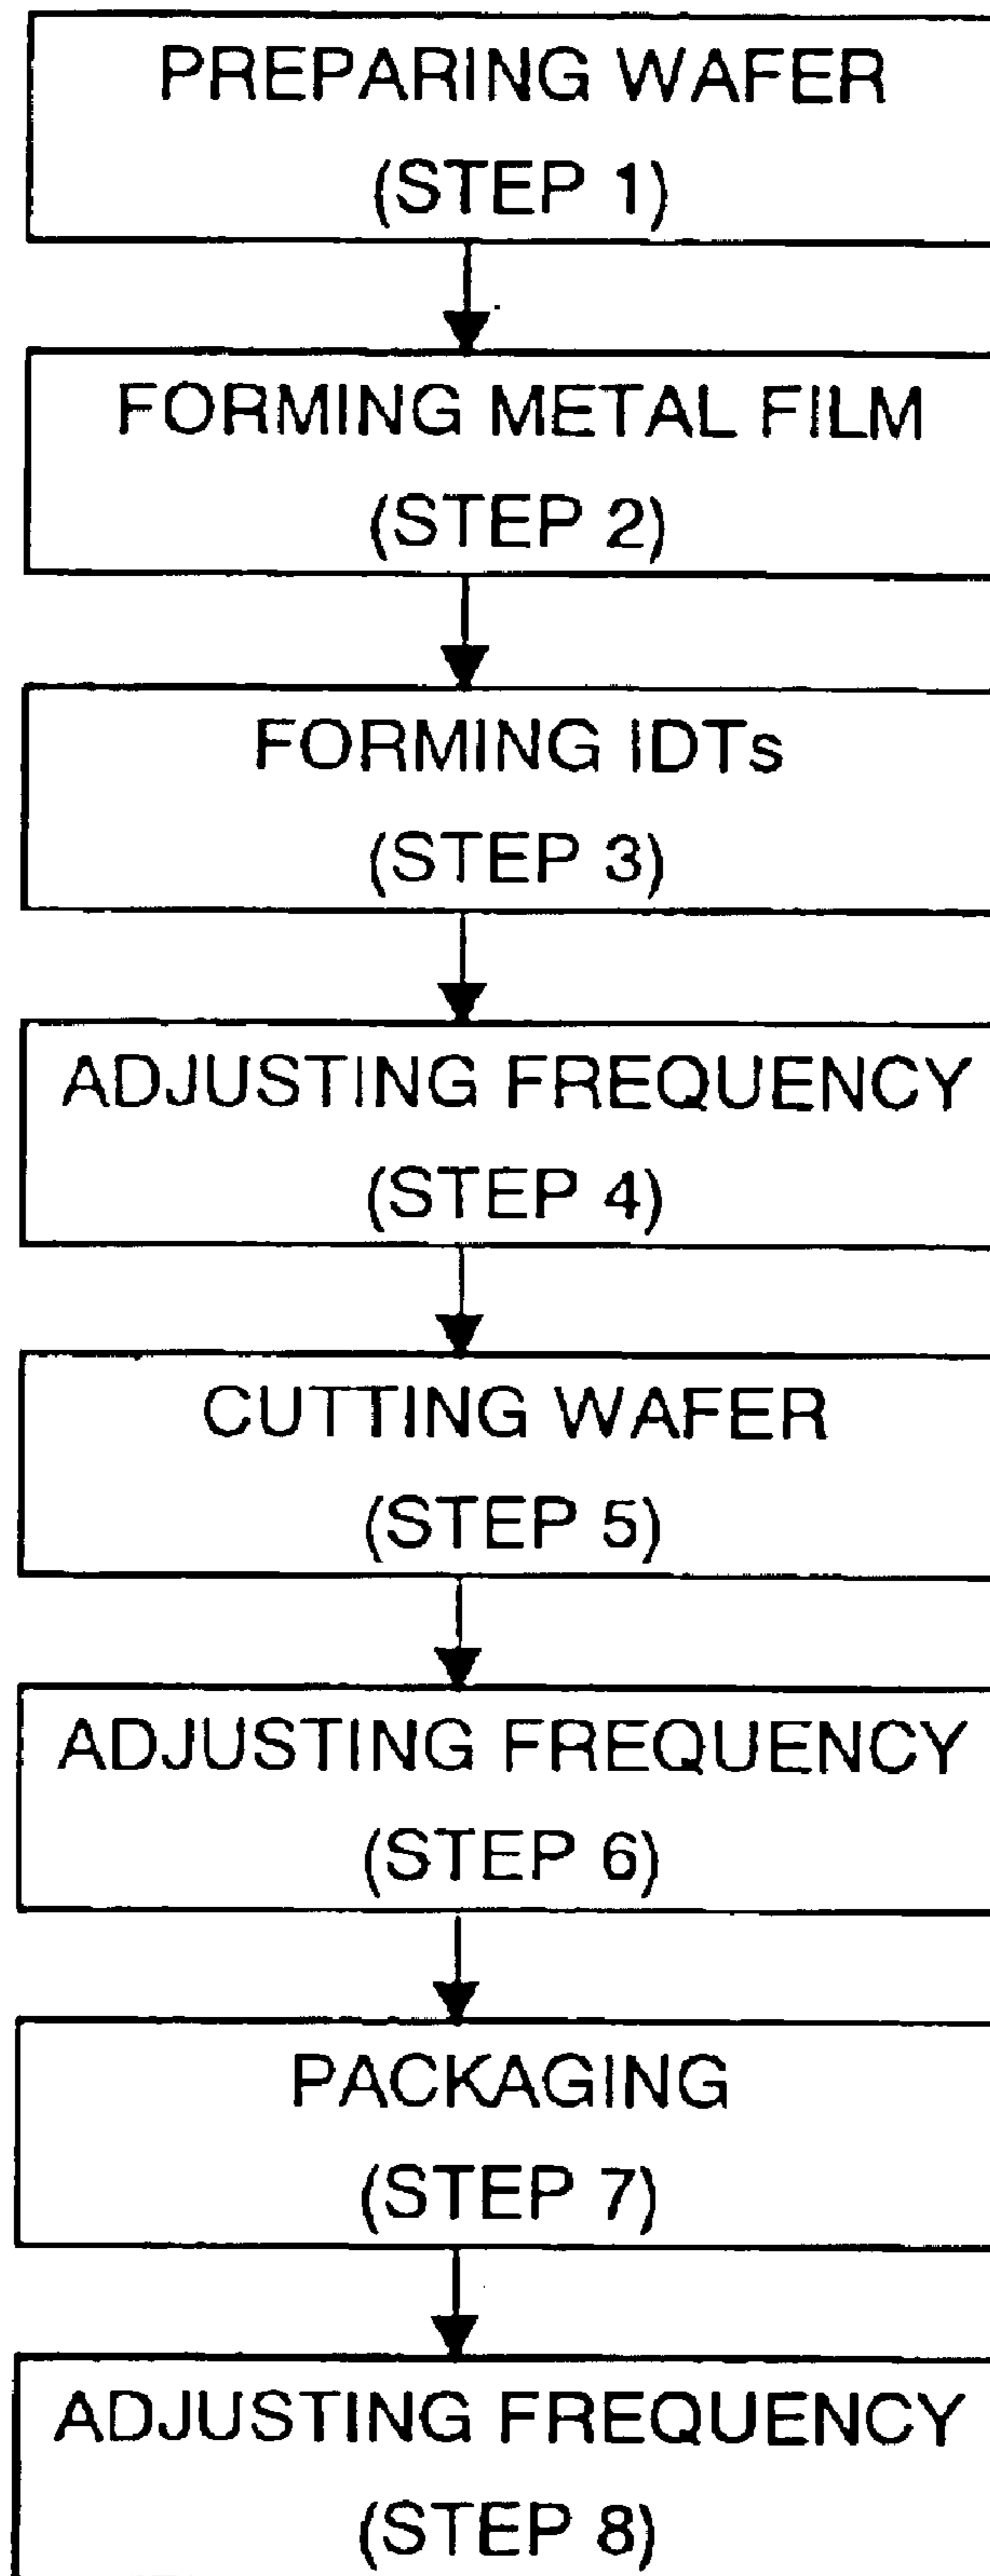 PREPARING WAFER
(STEP 1)
FORMING METAL FILM
(STEP 2)
FORMING IDTs
(STEP 3)
ADJUSTING FREQUENCY
(STEP 4)
CUTTING WAFER
(STEP 5)
ADJUSTING FREQUENCY
(STEP 6)
PACKAGING
(STEP 7)
ADJUSTING FREQUENCY
(STEP 8)